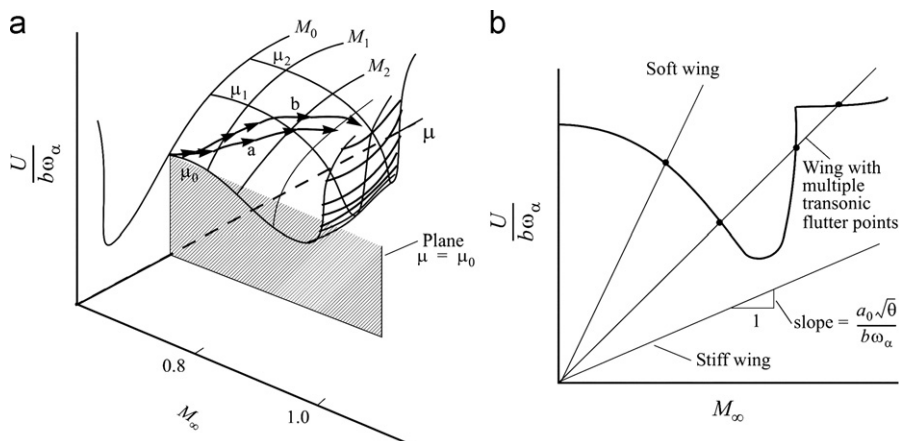 a
U
bωα
M₀
M₁
M₂
μ₂
μ₁
b
a
μ₀
μ
Plane
μ = μ₀
0.8
1.0
M∞
b
U
bωα
Soft wing
Wing with
multiple
transonic
flutter
points
1
slope = a₀√θ
bωα
Stiff wing
M∞